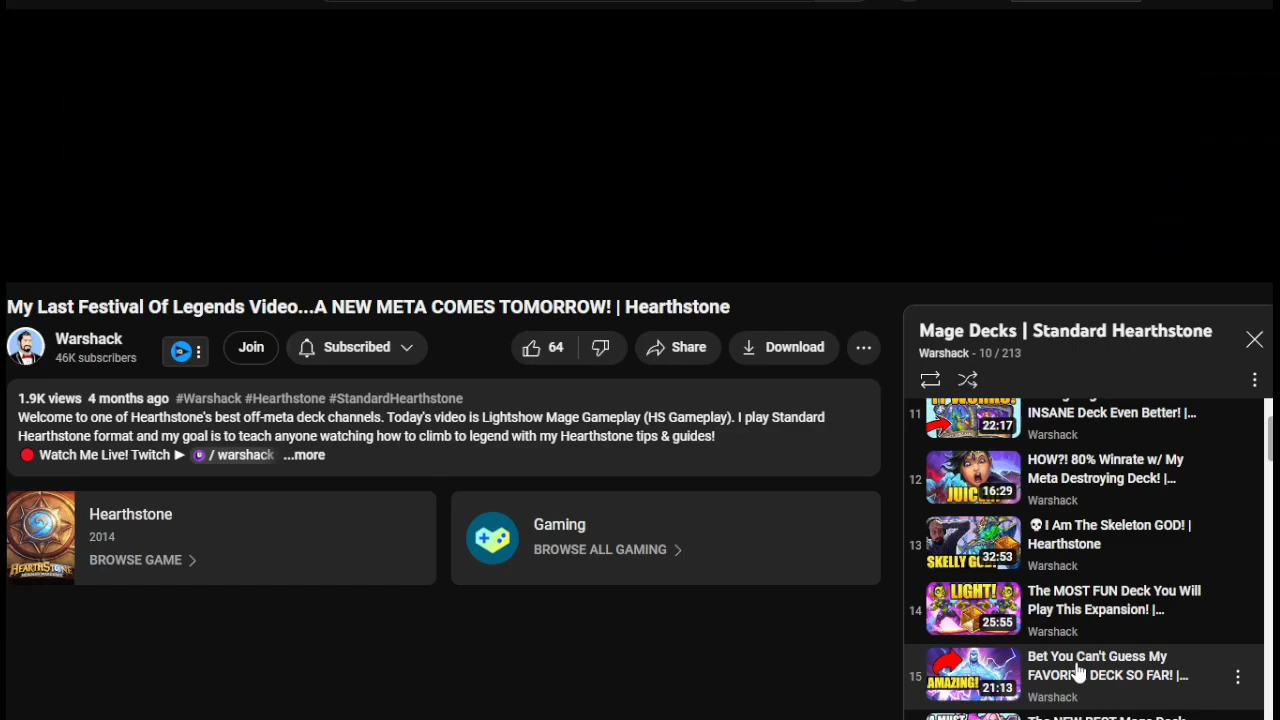 My Last Festival Of Legends Video...A NEW META COMES TOMORROW! | Hearthstone
Warshack
46K subscribers
Join
Subscribed
64
Share
Download
1.9K views 4 months ago #Warshack #Hearthstone #StandardHearthstone
Welcome to one of Hearthstone's best off-meta deck channels. Today's video is Lightshow Mage Gameplay (HS Gameplay). I play Standard
Hearthstone format and my goal is to teach anyone watching how to climb to legend with my Hearthstone tips & guides!
🔴 Watch Me Live! Twitch ▶ / warshack ...more
HEARTHSTONE
Hearthstone
2014
BROWSE GAME
Gaming
BROWSE ALL GAMING
Mage Decks | Standard Hearthstone
Warshack - 10 / 213
11
22:17
INSANE Deck Even Better! |...
Warshack
12
JUIC
16:29
HOW?! 80% Winrate w/ My
Meta Destroying Deck! |...
Warshack
13
SKELLY GO
32:53
💀I Am The Skeleton GOD! |
Hearthstone
Warshack
14
LIGHT!
25:55
The MOST FUN Deck You Will
Play This Expansion! |...
Warshack
15
AMAZING!
21:13
Bet You Can't Guess My
FAVORI DECK SO FAR! |...
Warshack